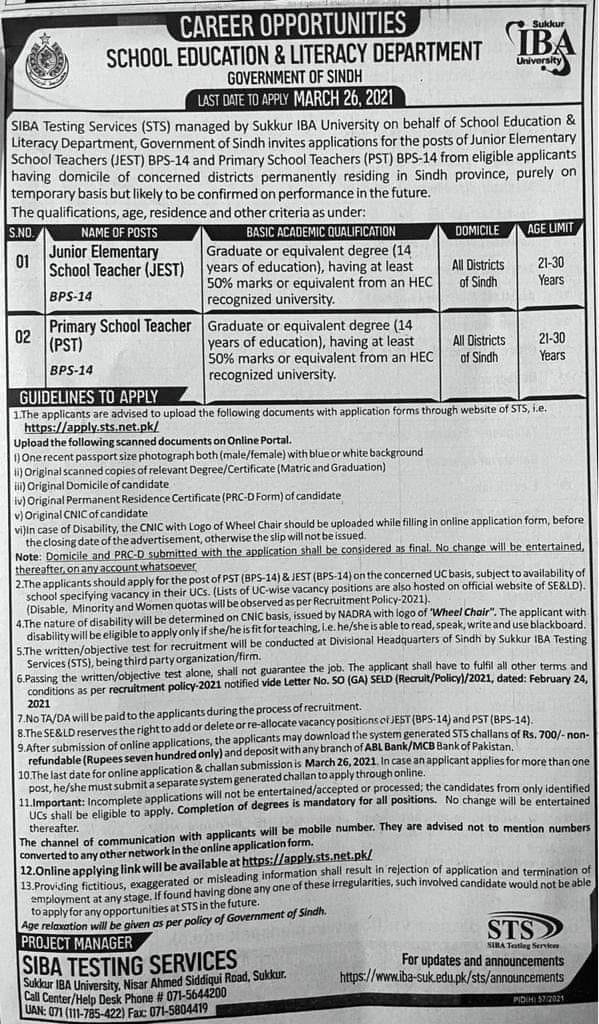 CAREER OPPORTUNITIES
SCHOOL EDUCATION & LITERACY DEPARTMENT
GOVERNMENT OF SINDH
LAST DATE TO APPLY MARCH 26, 2021
Sukkur
IBA
University
SIBA Testing Services (STS) managed by Sukkur IBA University on behalf of School Education &
Literacy Department, Government of Sindh invites applications for the posts of Junior Elementary
School Teachers (JEST) BPS-14 and Primary School Teachers (PST) BPS-14 from eligible applicants
having domicile of concerned districts permanently residing in Sindh province, purely on
temporary basis but likely to be confirmed on performance in the future.
The qualifications, age, residence and other criteria as under:
S.NO. NAME OF POSTS BASIC ACADEMIC QUALIFICATION DOMICILE AGE LIMIT
01
Junior Elementary
School Teacher (JEST)
BPS-14
Graduate or equivalent degree (14
years of education), having at least
50% marks or equivalent from an HEC
recognized university.
All Districts
of Sindh
21-30
Years
02
Primary School Teacher
(PST)
BPS-14
Graduate or equivalent degree (14
years of education), having at least
50% marks or equivalent from an HEC
recognized university.
All Districts
of Sindh
21-30
Years
GUIDELINES TO APPLY
1.The applicants are advised to upload the following documents with application forms through website of STS, i.e.
https://apply.sts.net.pk/
Upload the following scanned documents on Online Portal.
I) One recent passport size photograph both (male/female) with blue or white background
ii) Original scanned copies of relevant Degree/Certificate (Matric and Graduation)
iii) Original Domicile of candidate
iv) Original Permanent Residence Certificate (PRC-D Form) of candidate
v) Original CNIC of candidate
vi)In case of Disability, the CNIC with Logo of Wheel Chair should be uploaded while filling in online application form, before
the closing date of the advertisement, otherwise the slip will not be issued.
Note: Domicile and PRC-D submitted with the application shall be considered as final. No change will be entertained,
thereafter, on any account whatsoever
2.The applicants should apply for the post of PST (BPS-14) & JEST (BPS-14) on the concerned UC basis, subject to availability of
school specifying vacancy in their UCs. (Lists of UC-wise vacancy positions are also hosted on official website of SE&LD).
(Disable, Minority and Women quotas will be observed as per Recruitment Policy-2021).
4.The nature of disability will be determined on CNIC basis, issued by NADRA with logo of 'Wheel Chair". The applicant with
disability will be eligible to apply only if she/he is fit for teaching, i.e. he/she is able to read, speak, write and use blackboard.
5.The written/objective test for recruitment will be conducted at Divisional Headquarters of Sindh by Sukkur IBA Testing
Services (STS), being third party organization/firm.
6.Passing the written/objective test alone, shall not guarantee the job. The applicant shall have to fulfil all other terms and
conditions as per recruitment policy-2021 notified vide Letter No. SO (GA) SELD (Recruit/Policy)/2021, dated: February 24,
2021
7.No TA/DA will be paid to the applicants during the process of recruitment.
8.The SE&LD reserves the right to add or delete or re-allocate vacancy positions of JEST (BPS-14) and PST (BPS-14).
9.After submission of online applications, the applicants may download the system generated STS challans of Rs. 700/- non-
refundable (Rupees seven hundred only) and deposit with any branch of ABL Bank/MCB Bank of Pakistan.
10.The last date for online application & challan submission is March 26, 2021. In case an applicant applies for more than one
post, he/she must submit a separate system generated challan to apply through online.
11.Important: Incomplete applications will not be entertained/accepted or processed; the candidates from only identified
UCs shall be eligible to apply. Completion of degrees is mandatory for all positions. No change will be entertained
thereafter.
The channel of communication with applicants will be mobile number. They are advised not to mention numbers
converted to any other network in the online application form.
12.Online applying link will be available at https://apply.sts.net.pk/
13.Providing fictitious, exaggerated or misleading information shall result in rejection of application and termination of
employment at any stage. If found having done any one of these irregularities, such involved candidate would not be able
to apply for any opportunities at STS in the future.
Age relaxation will be given as per policy of Government of Sindh.
PROJECT MANAGER
SIBA TESTING SERVICES
Sukkur IBA University, Nisar Ahmed Siddiqui Road, Sukkur.
Call Center/Help Desk Phone # 071-5644200
UAN: 071 (111-785-422) Fax: 071-5804419
STS
SIBA Testing Services
For updates and announcements
https://www.iba-suk.edu.pk/sts/announcements
PID(H) 57/2021